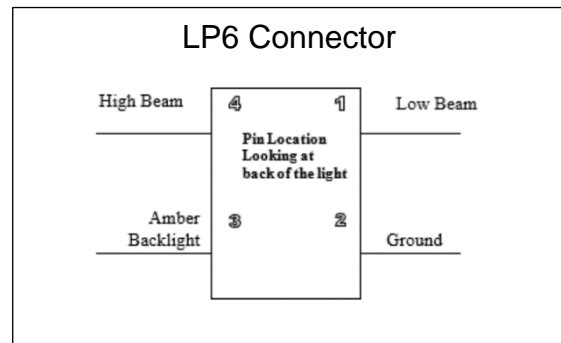 LP6 Connector
High Beam
4
1
Low Beam
Pin Location
Looking at
back of the light
Amber
Backlight
3
2
Ground